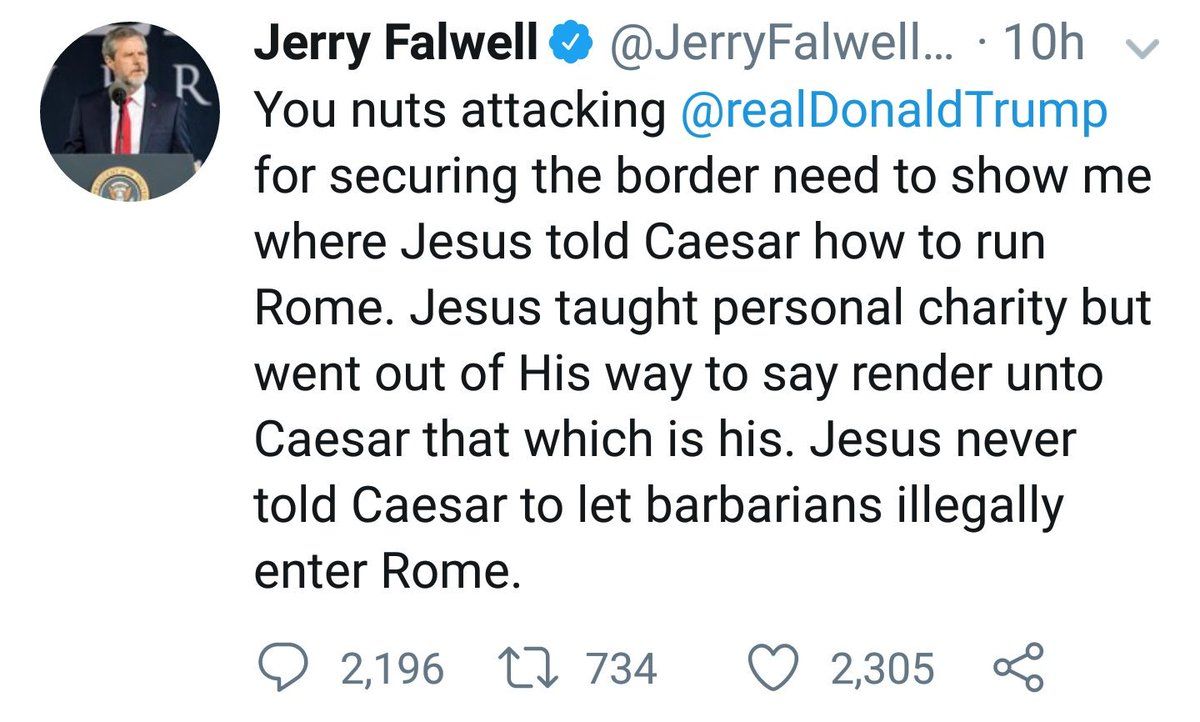 Jerry Falwell @JerryFalwell... · 10h
You nuts attacking @realDonaldTrump
for securing the border need to show me
where Jesus told Caesar how to run
Rome. Jesus taught personal charity but
went out of His way to say render unto
Caesar that which is his. Jesus never
told Caesar to let barbarians illegally
enter Rome.
2,196 734 2,305